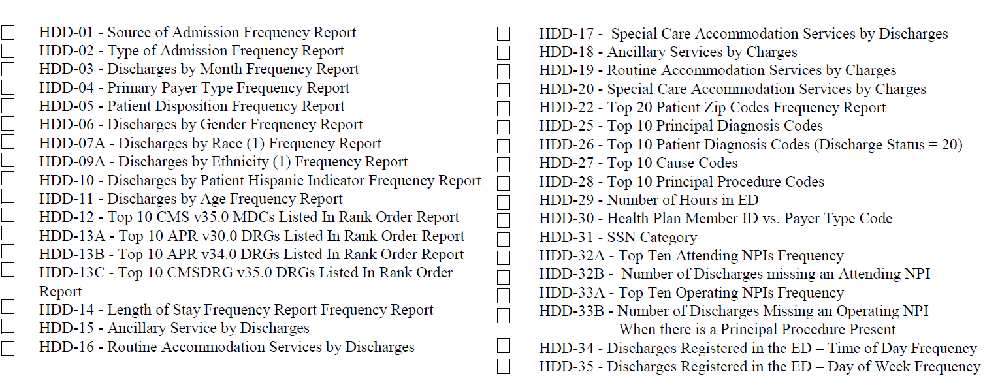 HDD-01 - Source of Admission Frequency Report
HDD-02 - Type of Admission Frequency Report
HDD-03 - Discharges by Month Frequency Report
HDD-04 - Primary Payer Type Frequency Report
HDD-05 - Patient Disposition Frequency Report
HDD-06 - Discharges by Gender Frequency Report
HDD-07A - Discharges by Race (1) Frequency Report
HDD-09A - Discharges by Ethnicity (1) Frequency Report
HDD-10 - Discharges by Patient Hispanic Indicator Frequency Report
HDD-11 - Discharges by Age Frequency Report
HDD-12 - Top 10 CMS v35.0 MDCs Listed In Rank Order Report
HDD-13A - Top 10 APR v30.0 DRGs Listed In Rank Order Report
HDD-13B - Top 10 APR v34.0 DRGs Listed In Rank Order Report
HDD-13C - Top 10 CMSDRG v35.0 DRGs Listed In Rank Order
Report
HDD-14 - Length of Stay Frequency Report Frequency Report
HDD-15 - Ancillary Service by Discharges
HDD-16 - Routine Accommodation Services by Discharges
HDD-17 - Special Care Accommodation Services by Discharges
HDD-18 - Ancillary Services by Charges
HDD-19 - Routine Accommodation Services by Charges
HDD-20 - Special Care Accommodation Services by Charges
HDD-22 - Top 20 Patient Zip Codes Frequency Report
HDD-25 - Top 10 Principal Diagnosis Codes
HDD-26 - Top 10 Patient Diagnosis Codes (Discharge Status = 20)
HDD-27 - Top 10 Cause Codes
HDD-28 - Top 10 Principal Procedure Codes
HDD-29 - Number of Hours in ED
HDD-30 - Health Plan Member ID vs. Payer Type Code
HDD-31 - SSN Category
HDD-32A - Top Ten Attending NPIs Frequency
HDD-32B - Number of Discharges missing an Attending NPI
HDD-33A - Top Ten Operating NPIs Frequency
HDD-33B - Number of Discharges Missing an Operating NPI
When there is a Principal Procedure Present
HDD-34 - Discharges Registered in the ED – Time of Day Frequency
HDD-35 - Discharges Registered in the ED – Day of Week Frequency